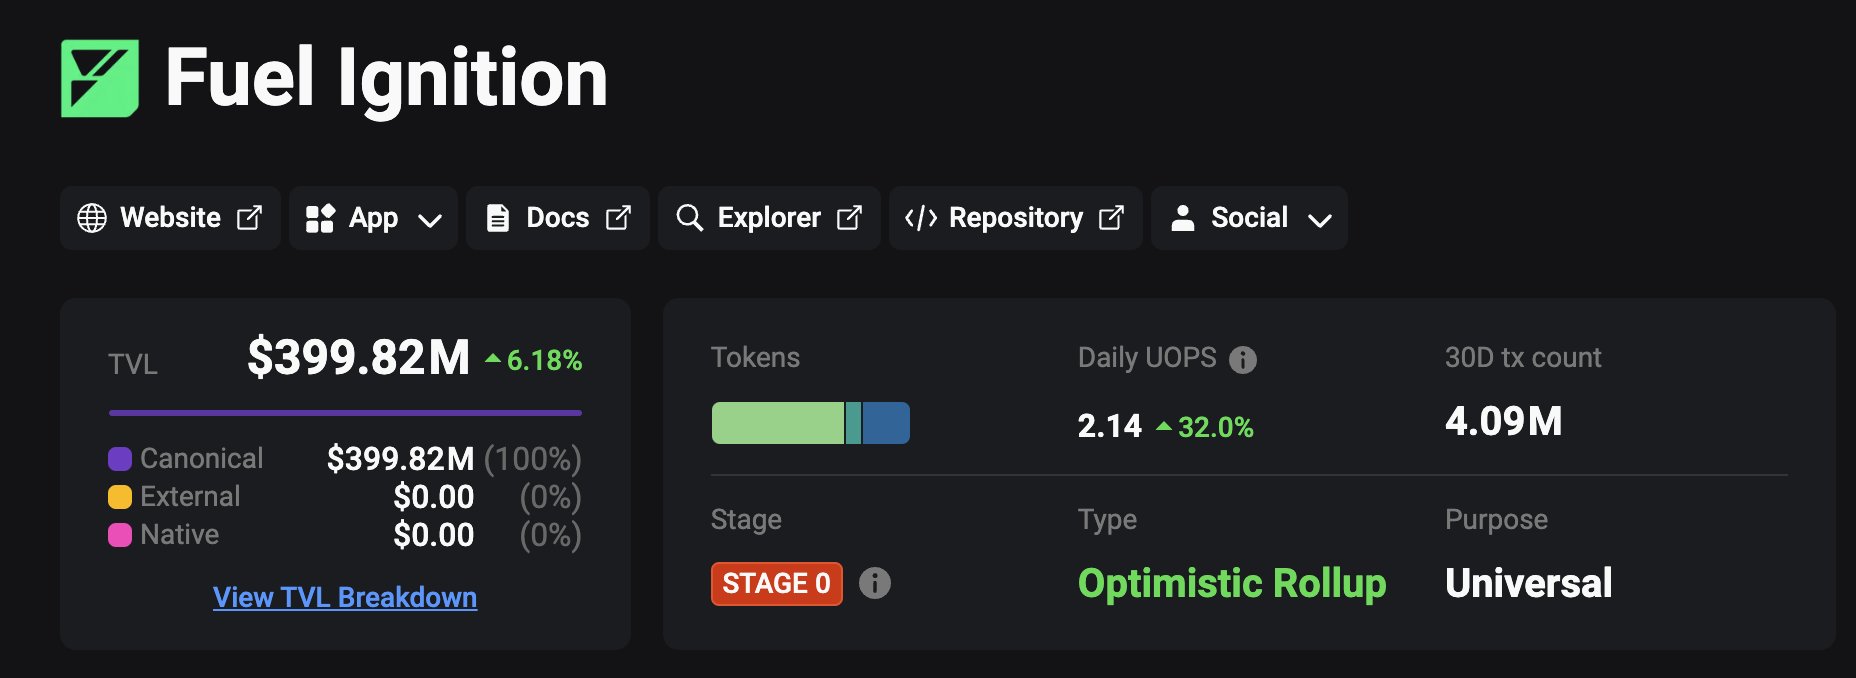 Fuel Ignition
Website App Docs Explorer Repository Social
TVL $399.82M 6.18%
Canonical $399.82M (100%)
External $0.00 (0%)
Native $0.00 (0%)
View TVL Breakdown
Tokens
Daily UOPS
2.14 32.0%
30D tx count
4.09M
Stage
STAGE 0
Type
Optimistic Rollup
Purpose
Universal